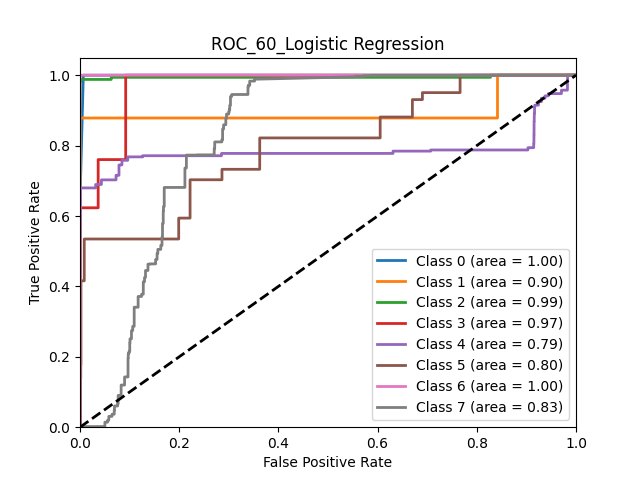 ROC_60_Logistic Regression
True Positive Rate
1.0
0.8
0.6
0.4
0.2
0.0
Class 0 (area = 1.00)
Class 1 (area = 0.90)
Class 2 (area = 0.99)
Class 3 (area = 0.97)
Class 4 (area = 0.79)
Class 5 (area = 0.80)
Class 6 (area = 1.00)
Class 7 (area = 0.83)
0.0 0.2 0.4 0.6 0.8 1.0
False Positive Rate